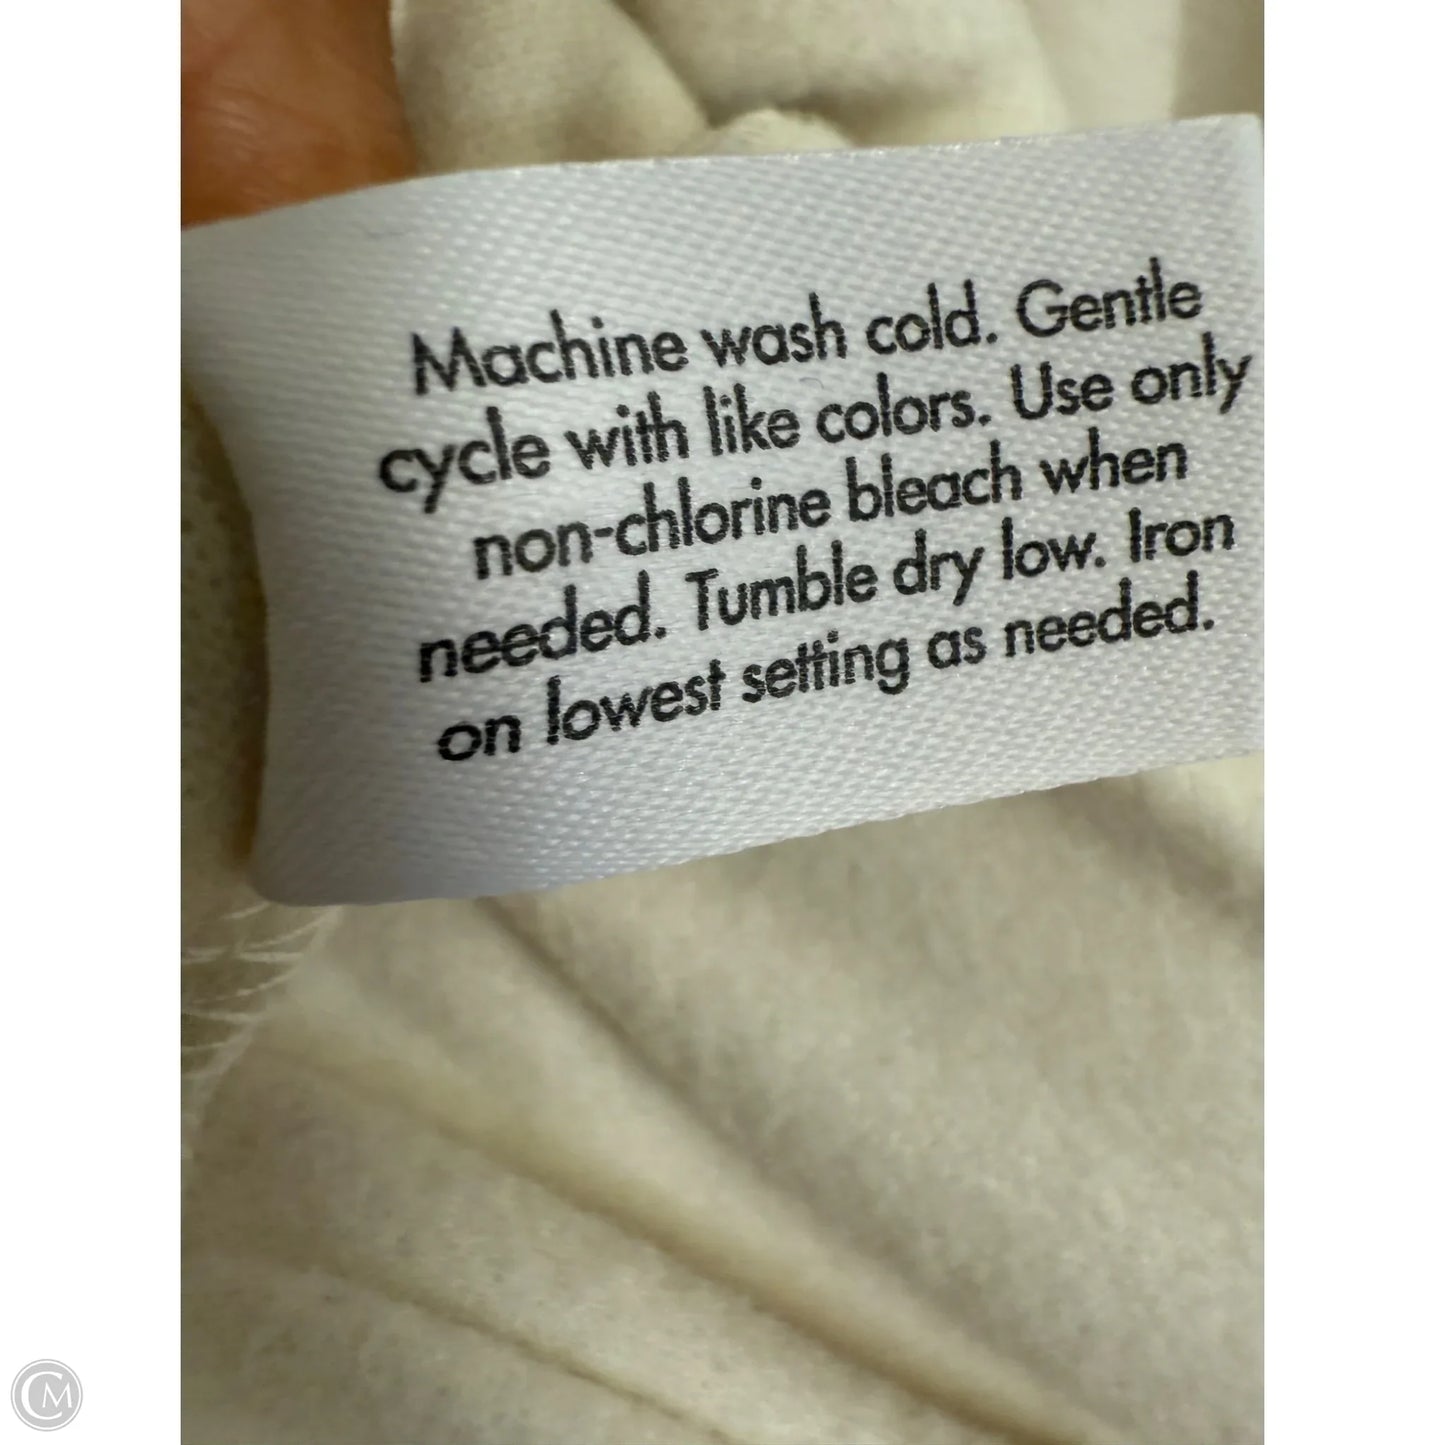 Machine wash cold. Gentle
cycle with like colors. Use only
non-chlorine bleach when
needed. Tumble dry low. Iron
on lowest setting as needed.
CM